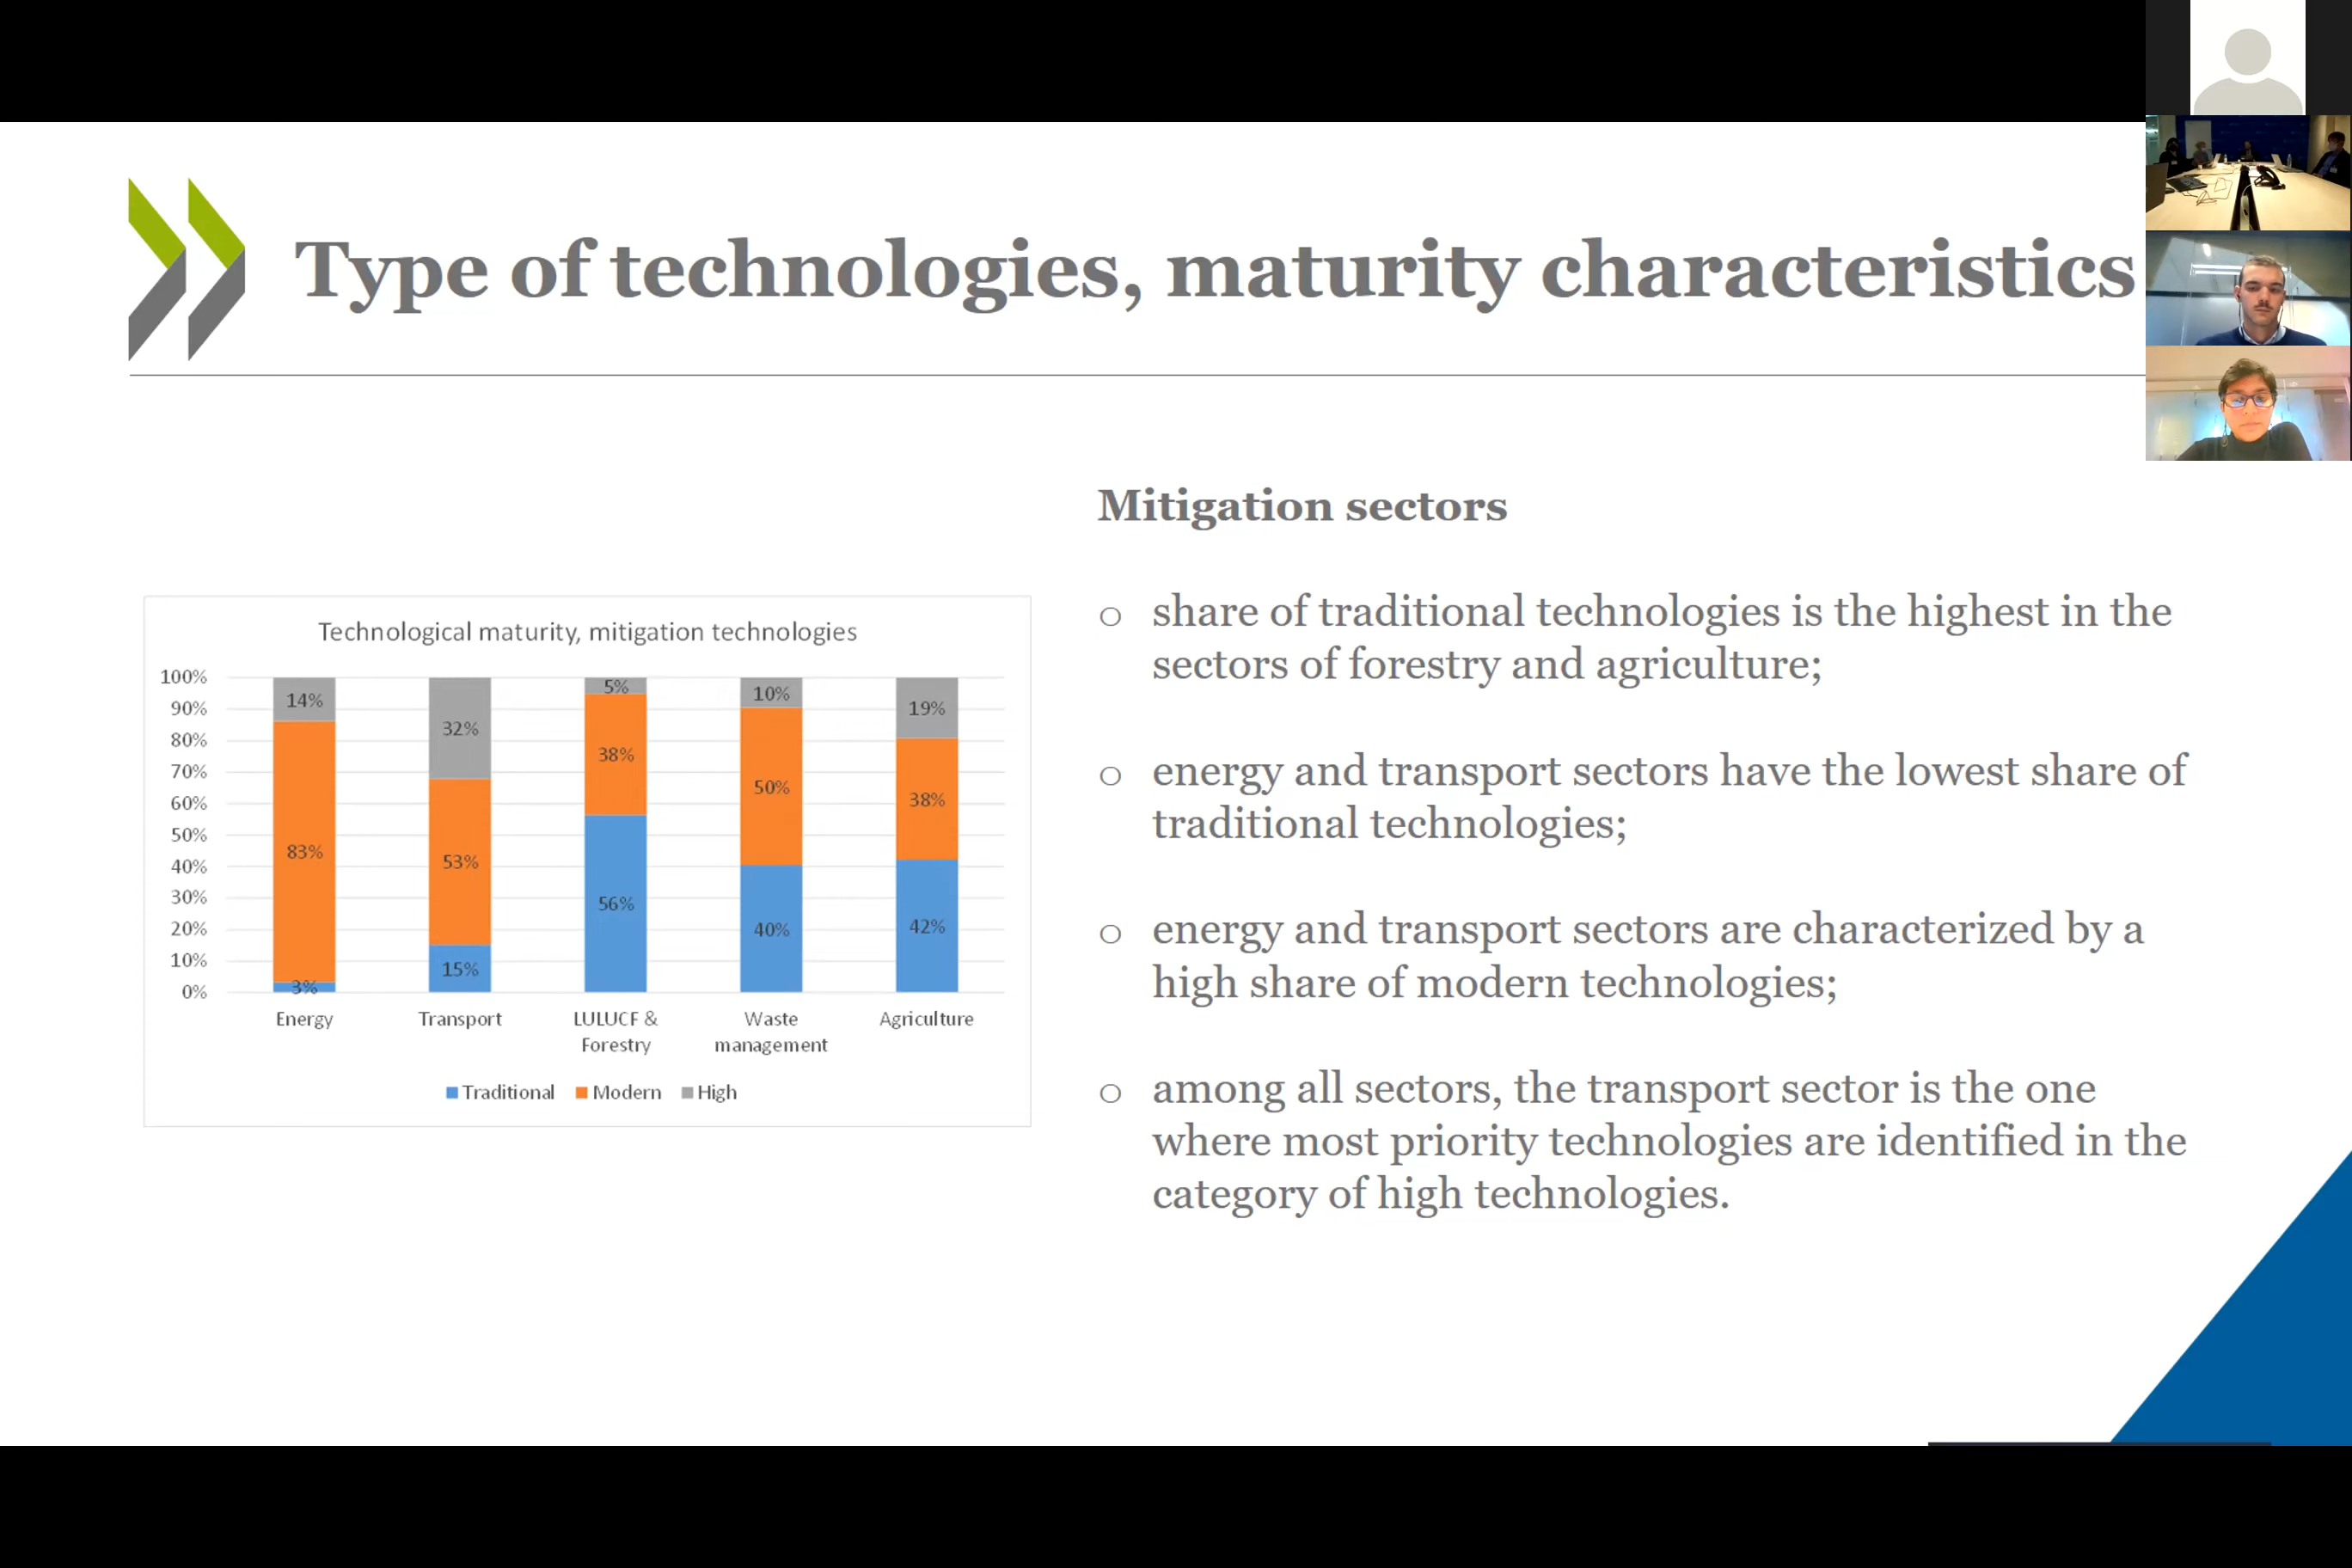 Type of technologies, maturity characteristics
Mitigation sectors
o share of traditional technologies is the highest in the
sectors of forestry and agriculture;
o energy and transport sectors have the lowest share of
traditional technologies;
o energy and transport sectors are characterized by a
high share of modern technologies;
o among all sectors, the transport sector is the one
where most priority technologies are identified in the
category of high technologies.
Technological maturity, mitigation technologies
100%
90%
80%
70%
60%
50%
40%
30%
20%
10%
0%
14%
83%
3%
32%
53%
15%
5%
38%
56%
10%
50%
40%
19%
38%
42%
Energy
Transport
LULUCF &
Forestry
Waste
management
Agriculture
Traditional Modern High